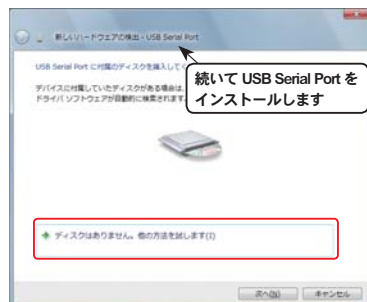 新しいハードウェアの検出 - USB Serial Port
USB Serial Port に付属のディスクを挿入してく
デバイスに付属していたディスクがある場合は、
ドライバ ソフトウェアが自動的に検索されます
続いて USB Serial Port を
インストールします
ディスクはありません。他の方法を試します(I)
次へ(N)
キャンセル